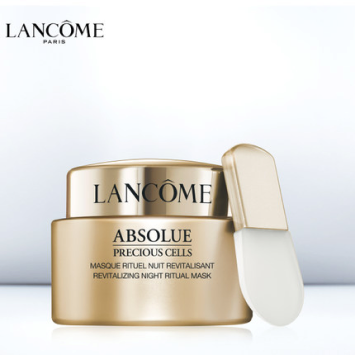 LANCÔME
PARIS
LANCÔME
ABSOLUE
PRECIOUS CELLS
MASQUE RITUEL NUIT REVITALISANT
REVITALIZING NIGHT RITUAL MASK